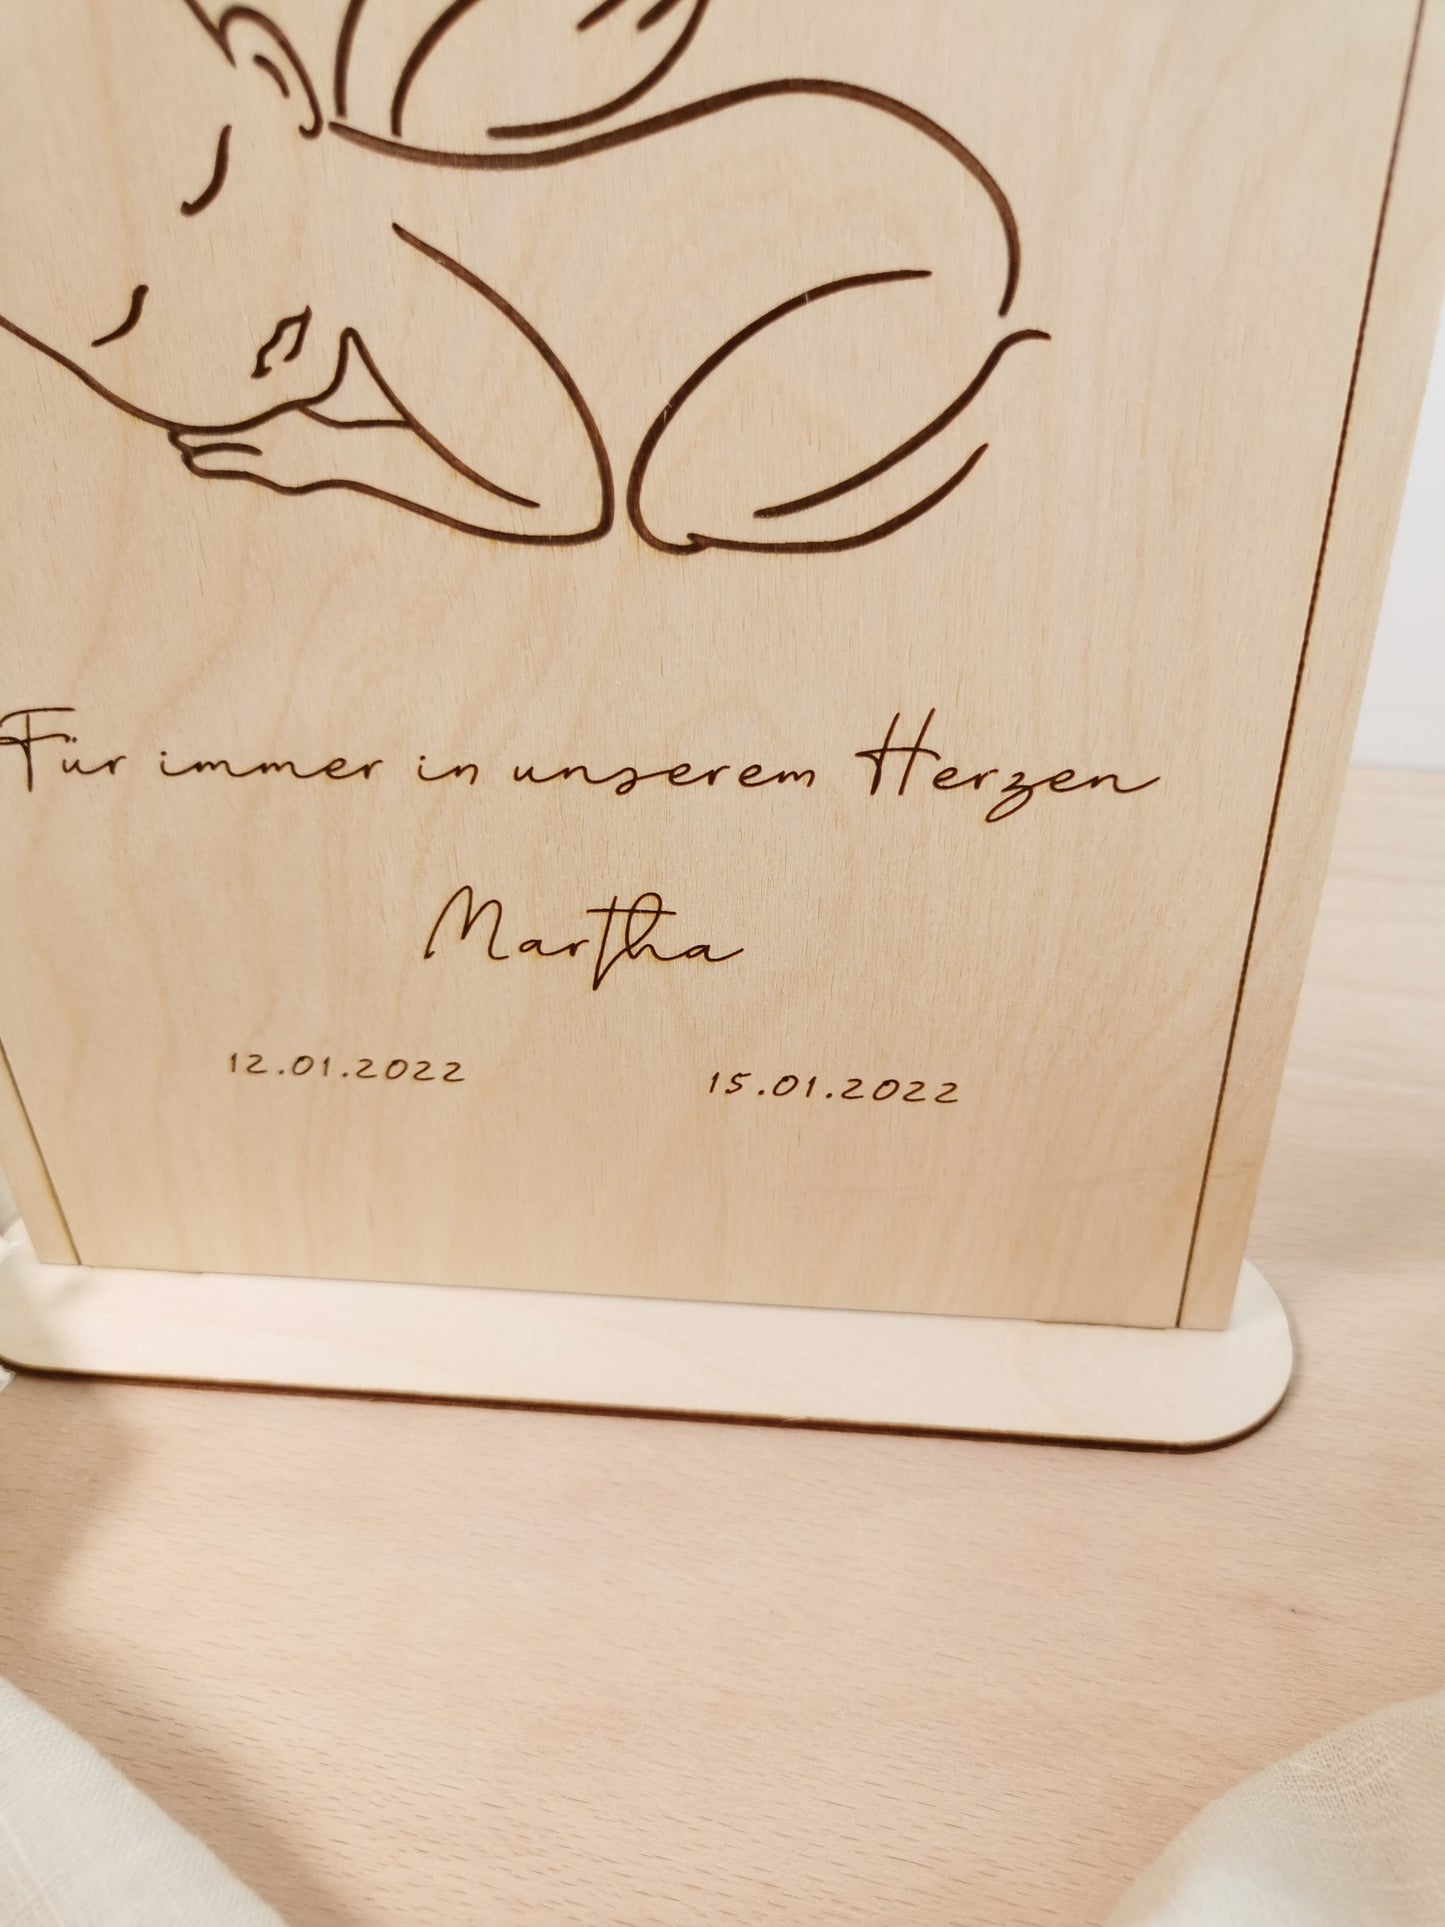 Für immer in unserem Herzen
Martha
12.01.2022 15.01.2022